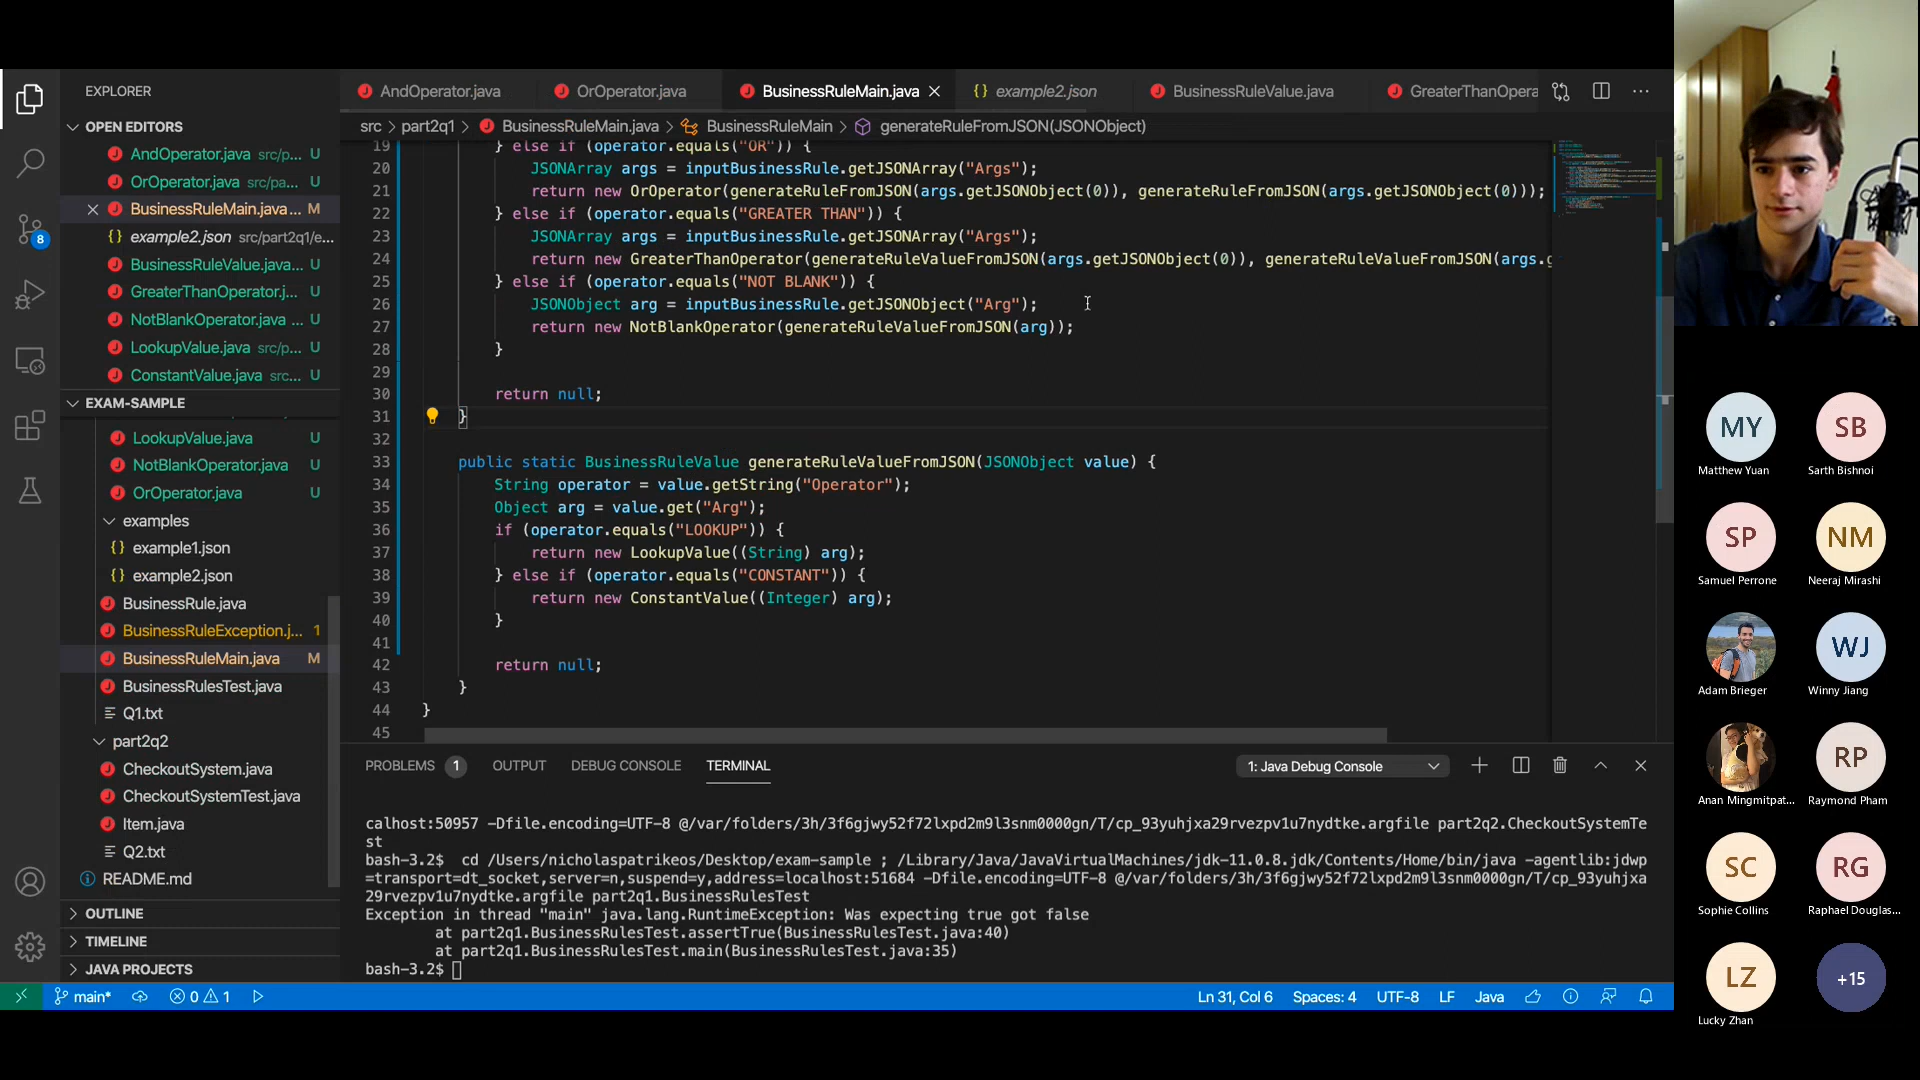 EXPLORER
OPEN EDITORS
AndOperator.java src/p... U
OrOperator.java src/pa... U
BusinessRuleMain.java... M
{} example2.json src/part2q1/e...
BusinessRuleValue.java... U
GreaterThanOperator.j... U
NotBlankOperator.java ... U
LookupValue.java src/p... U
ConstantValue.java src... U
EXAM-SAMPLE
LookupValue.java U
NotBlankOperator.java U
OrOperator.java U
examples
{} example1.json
{} example2.json
BusinessRule.java
BusinessRuleException.j... 1
BusinessRuleMain.java M
BusinessRulesTest.java
Q1.txt
part2q2
CheckoutSystem.java
CheckoutSystemTest.java
Item.java
Q2.txt
README.md
OUTLINE
TIMELINE
JAVA PROJECTS
8
AndOperator.java
OrOperator.java
BusinessRuleMain.java
{} example2.json
BusinessRuleValue.java
GreaterThanOpera
src > part2q1 > BusinessRuleMain.java > BusinessRuleMain > generateRuleFromJSON(JSONObject)
19 } else if (operator.equals("OR")) {
20 JSONArray args = inputBusinessRule.getJSONArray("Args");
21 return new OrOperator(generateRuleFromJSON(args.getJSONObject(0)), generateRuleFromJSON(args.getJSONObject(0)));
22 } else if (operator.equals("GREATER THAN")) {
23 JSONArray args = inputBusinessRule.getJSONArray("Args");
24 return new GreaterThanOperator(generateRuleValueFromJSON(args.getJSONObject(0)), generateRuleValueFromJSON(args.g
25 } else if (operator.equals("NOT BLANK")) {
26 JSONObject arg = inputBusinessRule.getJSONObject("Arg");
27 return new NotBlankOperator(generateRuleValueFromJSON(arg));
28 }
29
30 return null;
31 }
32
33 public static BusinessRuleValue generateRuleValueFromJSON(JSONObject value) {
34 String operator = value.getString("Operator");
35 Object arg = value.get("Arg");
36 if (operator.equals("LOOKUP")) {
37 return new LookupValue((String) arg);
38 } else if (operator.equals("CONSTANT")) {
39 return new ConstantValue((Integer) arg);
40 }
41
42 return null;
43 }
44 }
45
PROBLEMS 1 OUTPUT DEBUG CONSOLE TERMINAL 1: Java Debug Console
calhost:50957 -Dfile.encoding=UTF-8 @/var/folders/3h/3f6gjwy52f72lxpd2m9l3snm0000gn/T/cp_93yuhjxa29rvezpv1u7nydtke.argfile part2q2.CheckoutSystemTe
st
bash-3.2$ cd /Users/nicholaspatrikeos/Desktop/exam-sample ; /Library/Java/JavaVirtualMachines/jdk-11.0.8.jdk/Contents/Home/bin/java -agentlib:jdwp
=transport=dt_socket,server=n,suspend=y,address=localhost:51684 -Dfile.encoding=UTF-8 @/var/folders/3h/3f6gjwy52f72lxpd2m9l3snm0000gn/T/cp_93yuhjxa
29rvezpv1u7nydtke.argfile part2q1.BusinessRulesTest
Exception in thread "main" java.lang.RuntimeException: Was expecting true got false
at part2q1.BusinessRulesTest.assertTrue(BusinessRulesTest.java:40)
at part2q1.BusinessRulesTest.main(BusinessRulesTest.java:35)
bash-3.2$
main* 0 1 Ln 31, Col 6 Spaces: 4 UTF-8 LF Java
MY SB
Matthew Yuan Sarth Bishnoi
SP NM
Samuel Perrone Neeraj Mirashi
WJ
Adam Brieger Winny Jiang
RP
Anan Mingmitpat... Raymond Pham
SC RG
Sophie Collins Raphael Douglas...
LZ +15
Lucky Zhan